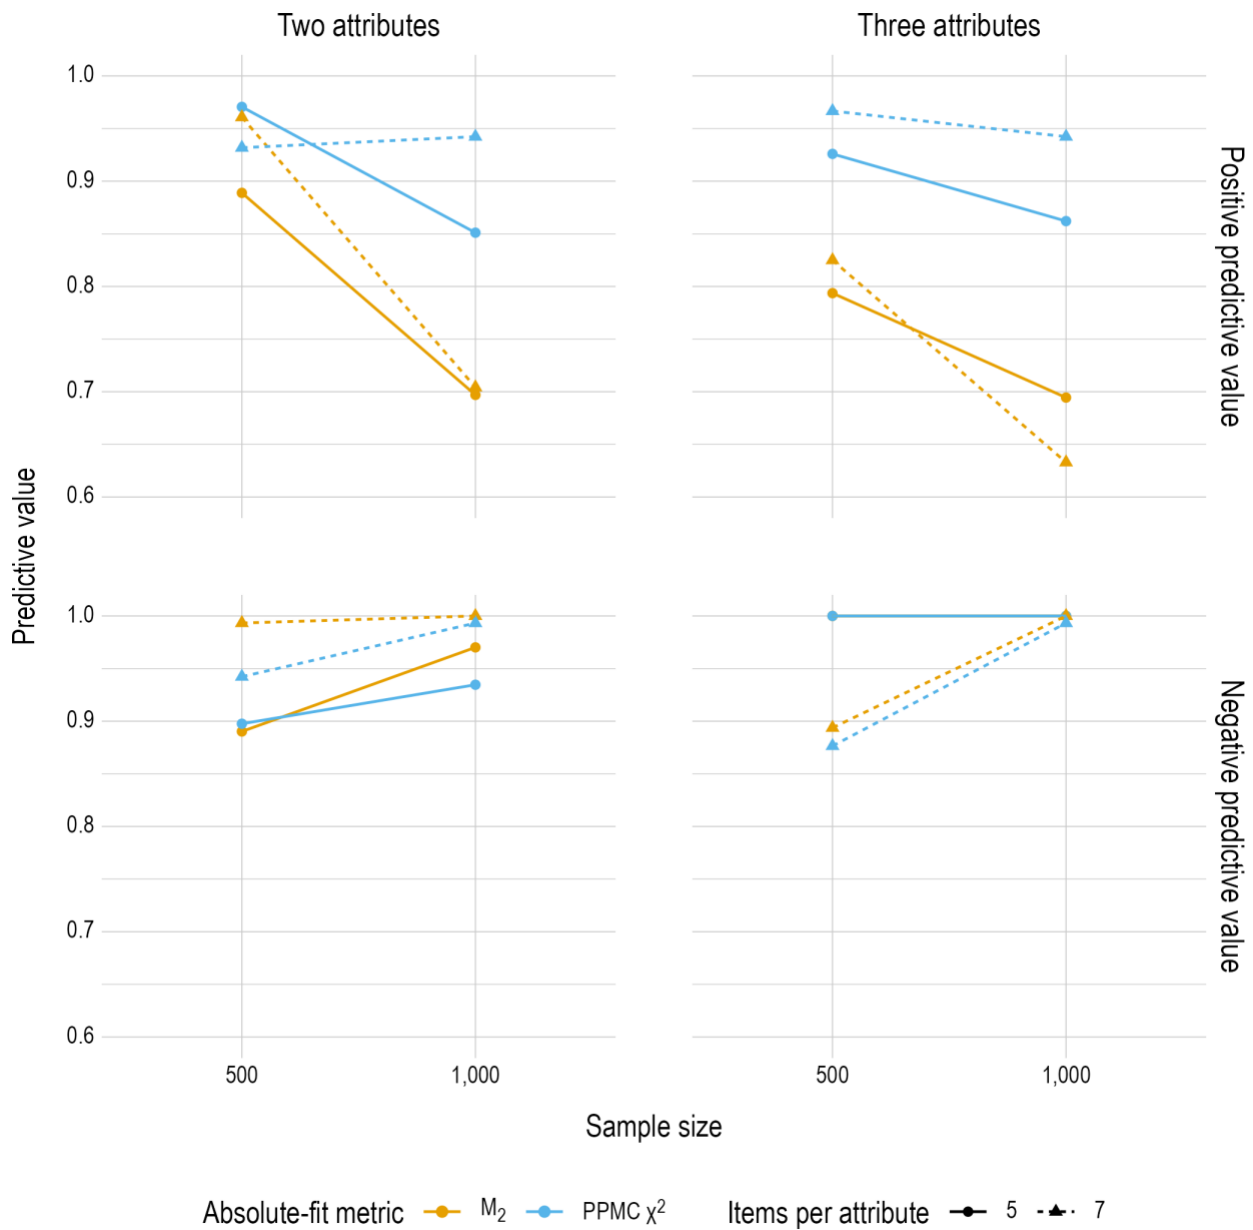 Two attributes
Three attributes
1.0
0.9
0.8
0.7
0.6
Positive predictive value
Predictive value
1.0
0.9
0.8
0.7
0.6
Negative predictive value
500
1,000
500
1,000
Sample size
Absolute-fit metric M₂ PPMC χ² Items per attribute 5 7